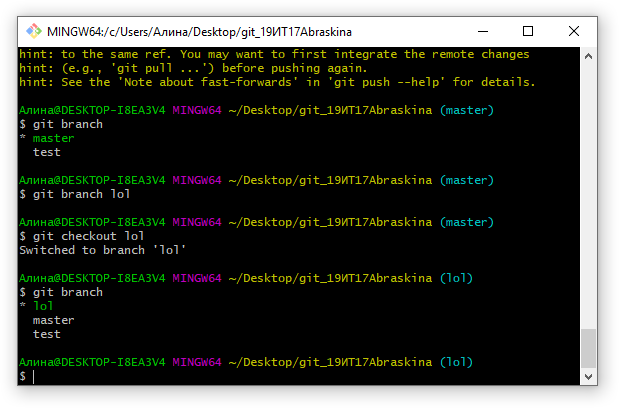 MINGW64:/c/Users/Алина/Desktop/git_19ИТ17Abraskina
hint: to the same ref. You may want to first integrate the remote changes
hint: (e.g., 'git pull ...') before pushing again.
hint: See the 'Note about fast-forwards' in 'git push --help' for details.
Алина@DESKTOP-I8EA3V4 MINGW64 ~/Desktop/git_19ИТ17Abraskina (master)
$ git branch
* master
  test
Алина@DESKTOP-I8EA3V4 MINGW64 ~/Desktop/git_19ИТ17Abraskina (master)
$ git branch lol
Алина@DESKTOP-I8EA3V4 MINGW64 ~/Desktop/git_19ИТ17Abraskina (master)
$ git checkout lol
Switched to branch 'lol'
Алина@DESKTOP-I8EA3V4 MINGW64 ~/Desktop/git_19ИТ17Abraskina (lol)
$ git branch
* lol
  master
  test
Алина@DESKTOP-I8EA3V4 MINGW64 ~/Desktop/git_19ИТ17Abraskina (lol)
$